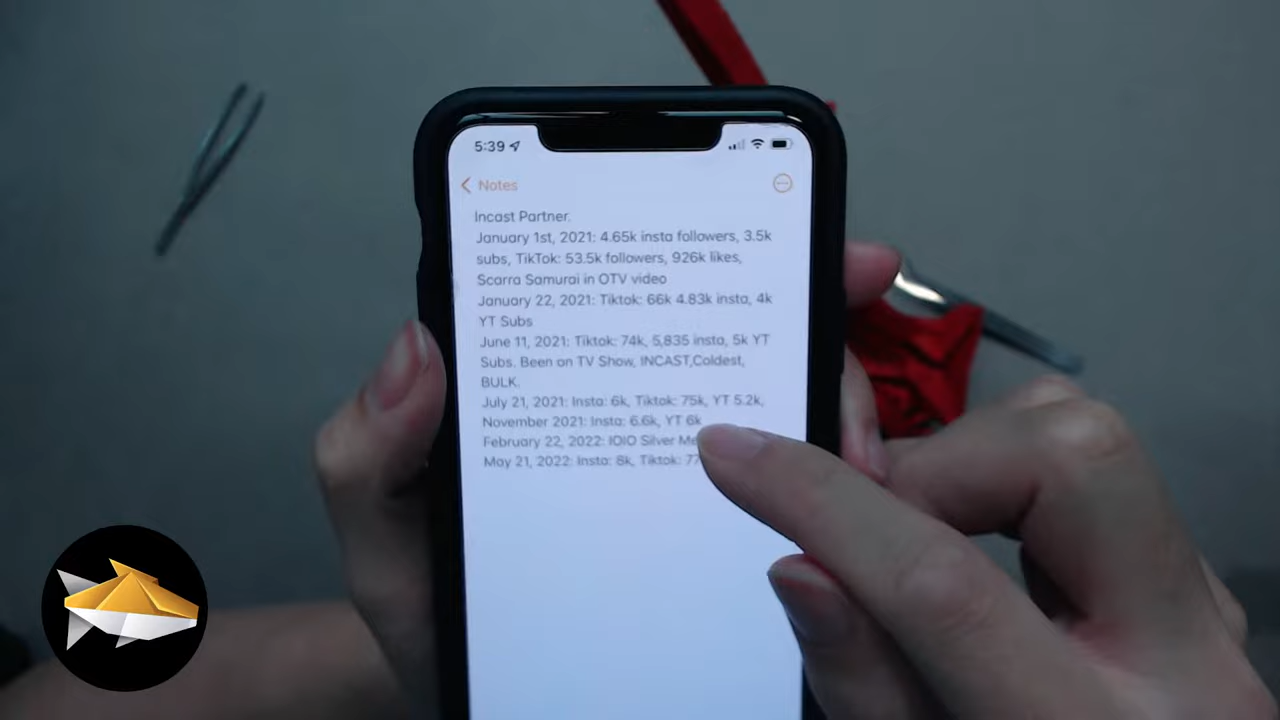 5:39
Notes
Incast Partner.
January 1st, 2021: 4.65k insta followers, 3.5k
subs, TikTok: 53.5k followers, 926k likes,
Scarra Samurai in OTV video
January 22, 2021: Tiktok: 66k 4.83k insta, 4k
YT Subs
June 11, 2021: Tiktok: 74k, 5,835 insta, 5k YT
Subs. Been on TV Show, INCAST,Coldest,
BULK.
July 21, 2021: Insta: 6k, Tiktok: 75k, YT 5.2k,
November 2021: Insta: 6.6k, YT 6k
February 22, 2022: IOIO Silver
May 21, 2022: Insta: 8k, Tiktok: